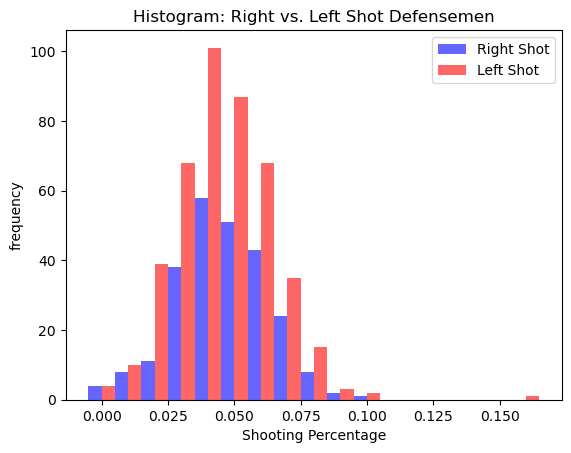 Histogram: Right vs. Left Shot Defensemen
Right Shot
Left Shot
100
80
60
40
20
0
frequency
0.000 0.025 0.050 0.075 0.100 0.125 0.150
Shooting Percentage